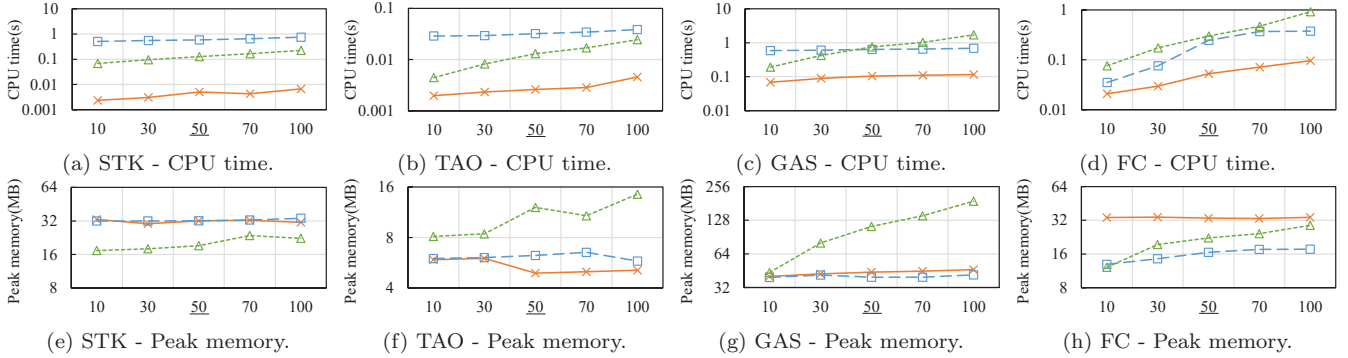 CPU time(s)
10
1
0.1
0.01
0.001
10 30 50 70 100
(a) STK - CPU time.
CPU time(s)
0.1
0.01
0.001
10 30 50 70 100
(b) TAO - CPU time.
CPU time(s)
10
1
0.1
0.01
10 30 50 70 100
(c) GAS - CPU time.
CPU time(s)
1
0.1
0.01
10 30 50 70 100
(d) FC - CPU time.
Peak memory(MB)
64
32
16
8
10 30 50 70 100
(e) STK - Peak memory.
Peak memory(MB)
16
8
4
10 30 50 70 100
(f) TAO - Peak memory.
Peak memory(MB)
256
128
64
32
10 30 50 70 100
(g) GAS - Peak memory.
Peak memory(MB)
64
32
16
8
10 30 50 70 100
(h) FC - Peak memory.